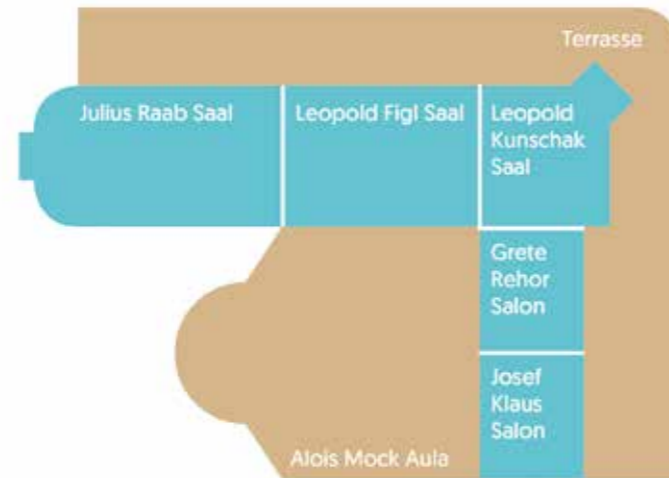 Terrasse
Julius Raab Saal
Leopold Figl Saal
Leopold
Kunschak
Saal
Grete
Rehor
Salon
Josef
Klaus
Salon
Alois Mock Aula